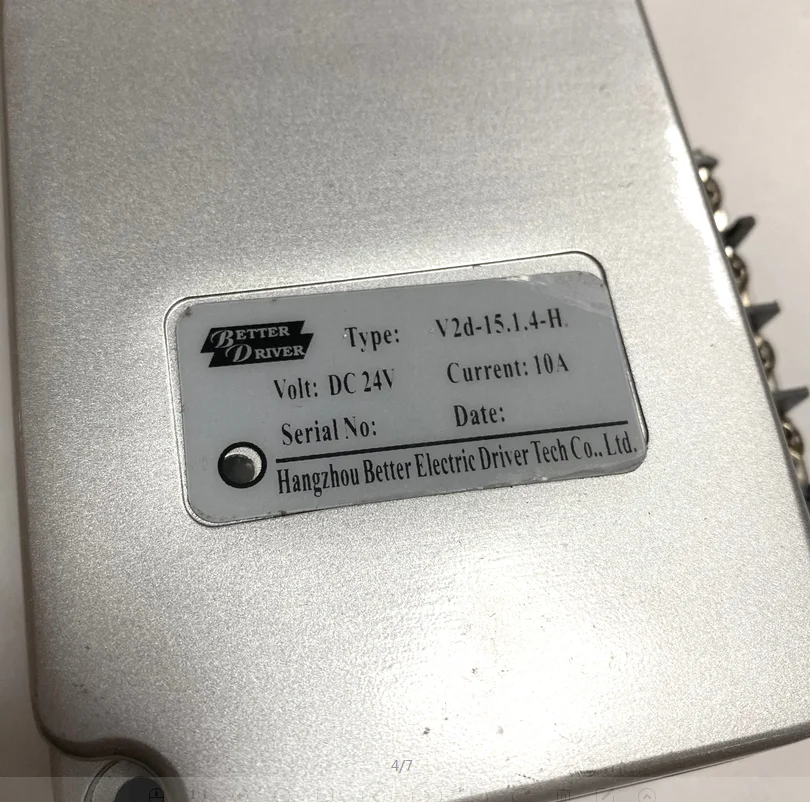 BETTER DRIVER
Type: V2d-15.1.4-H
Volt: DC 24V Current: 10A
Serial No: Date:
Hangzhou Better Electric Driver Tech Co., Ltd.
4/7